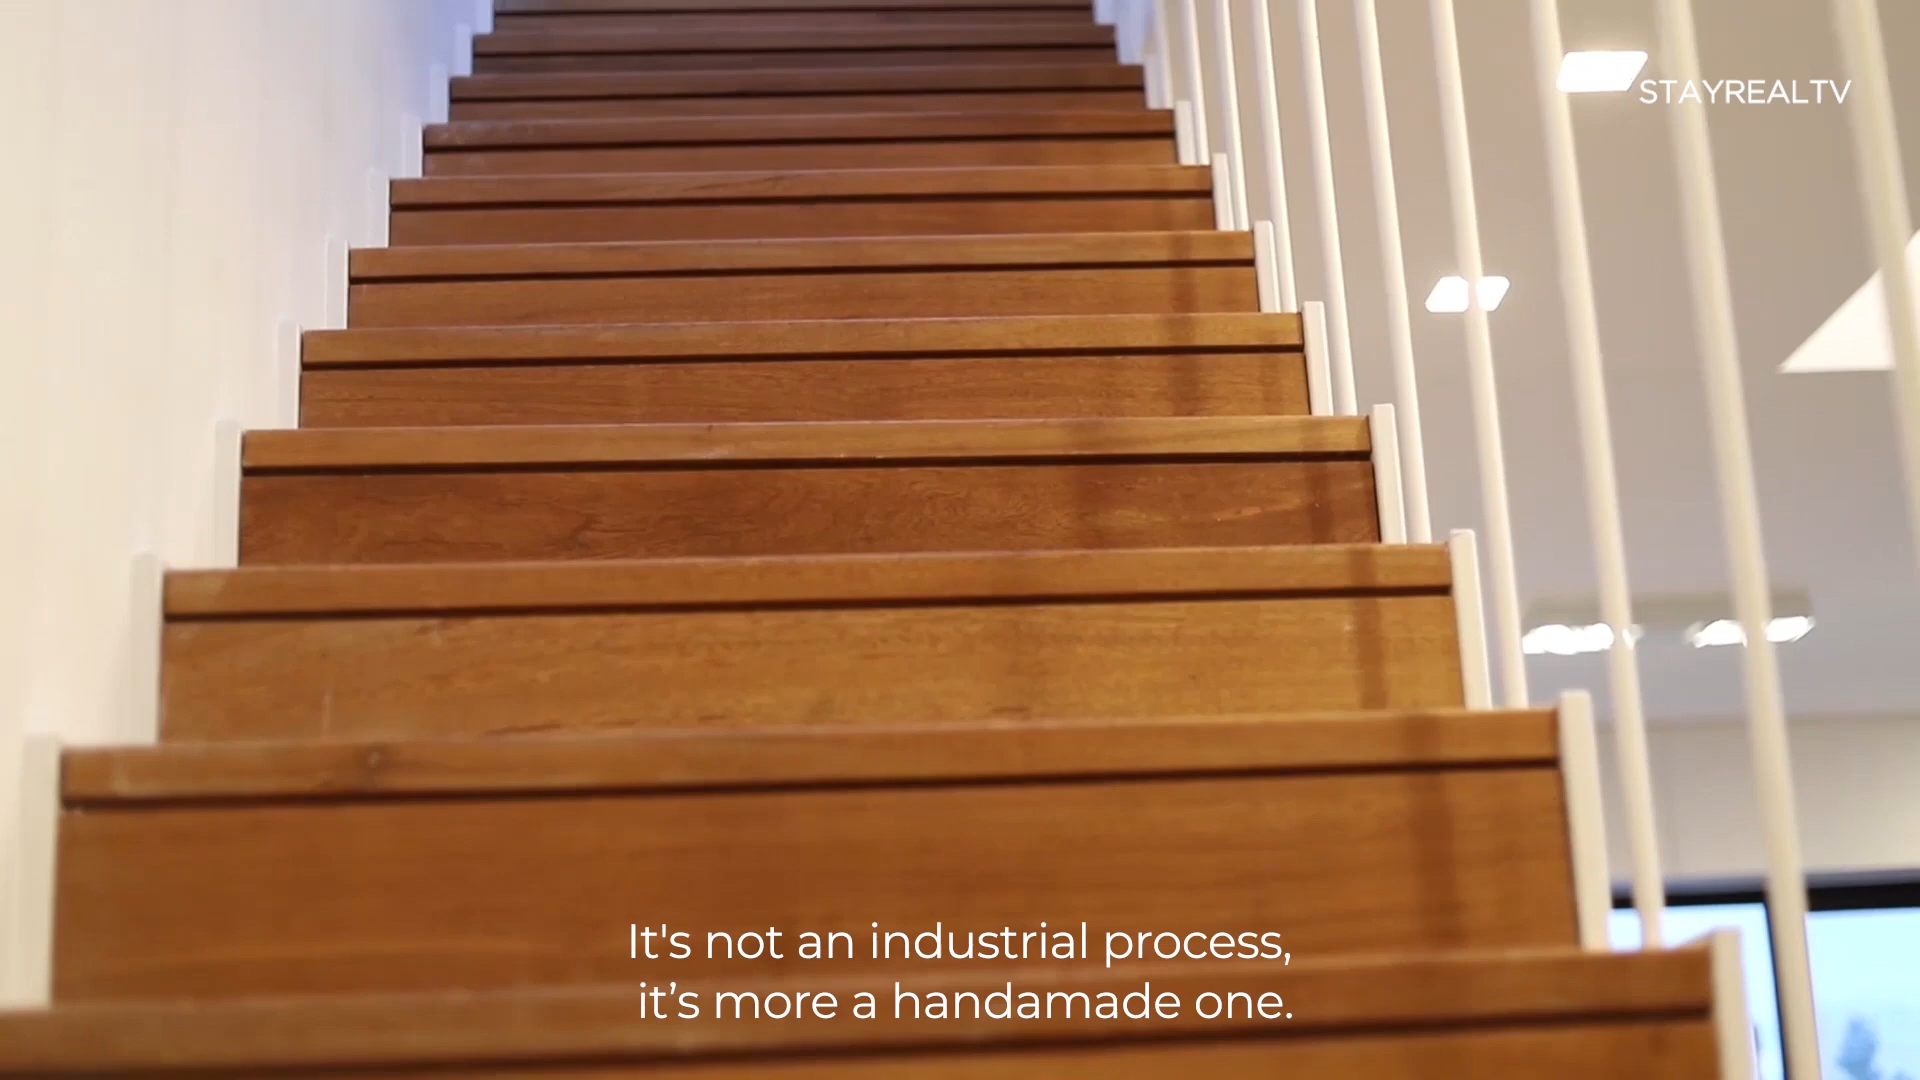 STAYREALTV
It's not an industrial process,
it’s more a handamade one.